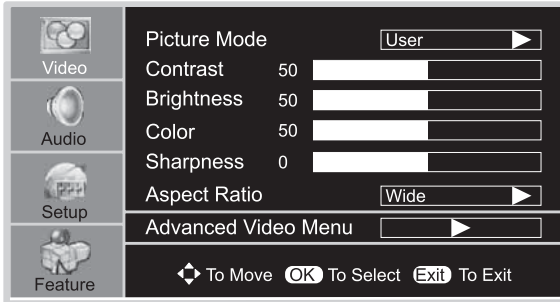 Video
Audio
Setup
Feature
Picture Mode User
Contrast 50
Brightness 50
Color 50
Sharpness 0
Aspect Ratio Wide
Advanced Video Menu
To Move OK To Select Exit To Exit